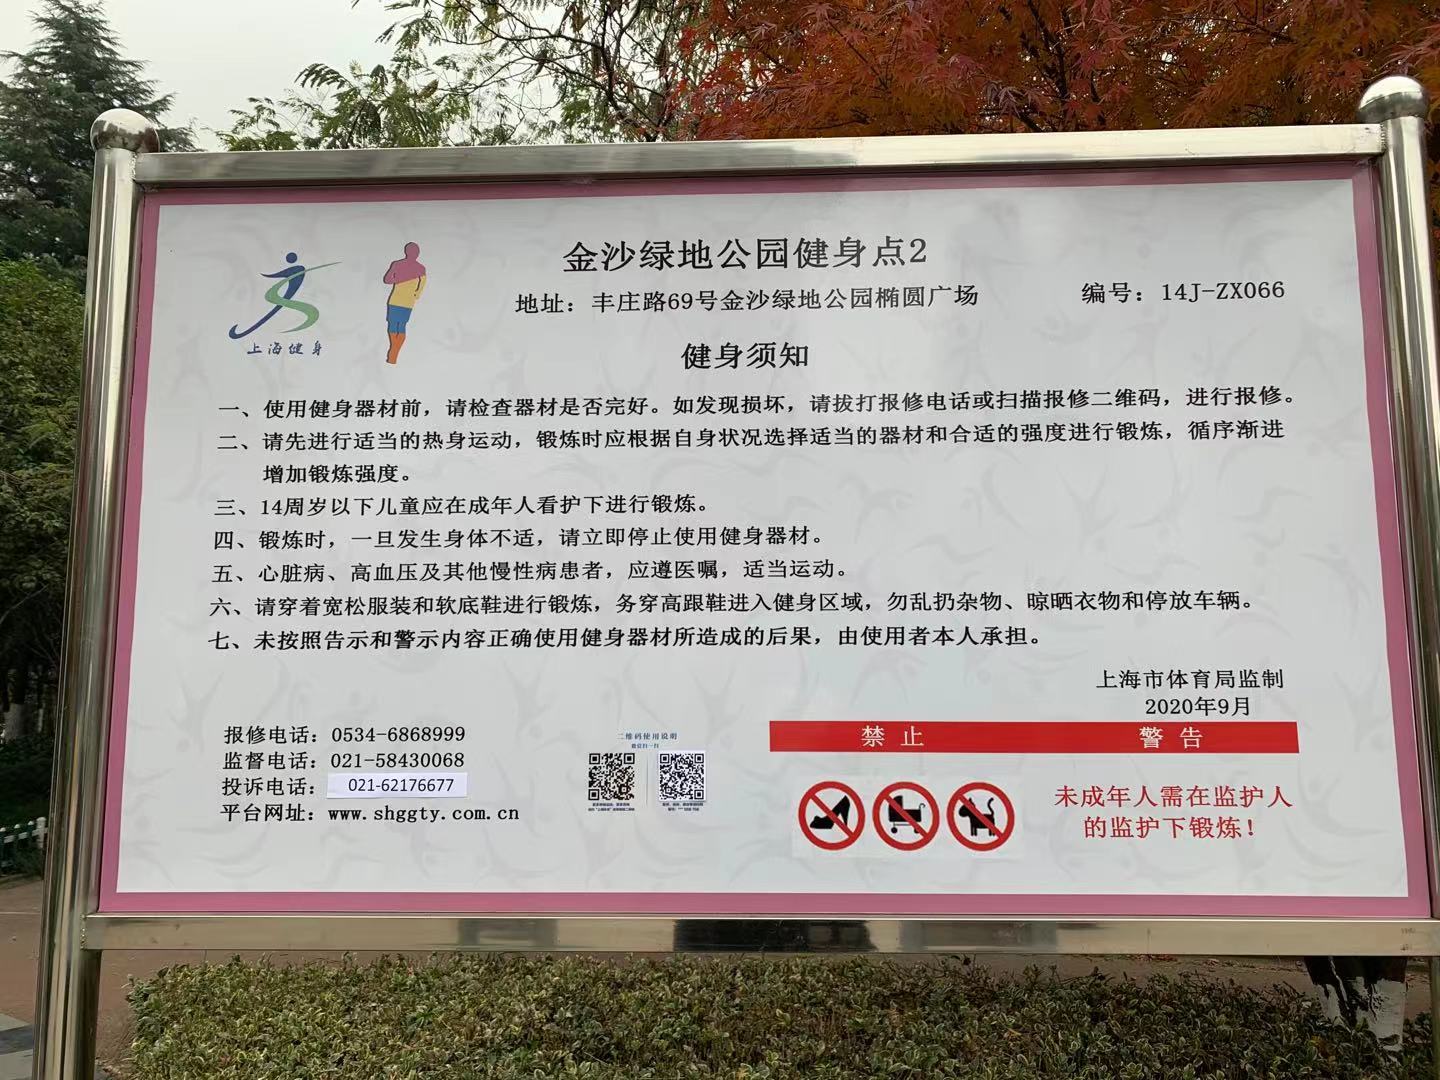 金沙绿地公园健身点2
地址：丰庄路69号金沙绿地公园椭圆广场
编号：14J-ZX066
上海健身
健身须知
一、使用健身器材前，请检查器材是否完好。如发现损坏，请拔打报修电话或扫描报修二维码，进行报修。
二、请先进行适当的热身运动，锻炼时应根据自身状况选择适当的器材和合适的强度进行锻炼，循序渐进
增加锻炼强度。
三、14周岁以下儿童应在成年人看护下进行锻炼。
四、锻炼时，一旦发生身体不适，请立即停止使用健身器材。
五、心脏病、高血压及其他慢性病患者，应遵医嘱，适当运动。
六、请穿着宽松服装和软底鞋进行锻炼，务穿高跟鞋进入健身区域，勿乱扔杂物、晾晒衣物和停放车辆。
七、未按照告示和警示内容正确使用健身器材所造成的后果，由使用者本人承担。
上海市体育局监制
2020年9月
报修电话：0534-6868999
监督电话：021-58430068
投诉电话：021-62176677
平台网址：www.shggty.com.cn
二维码使用说明
微信扫一扫
禁止
警告
未成年人需在监护人
的监护下锻炼！